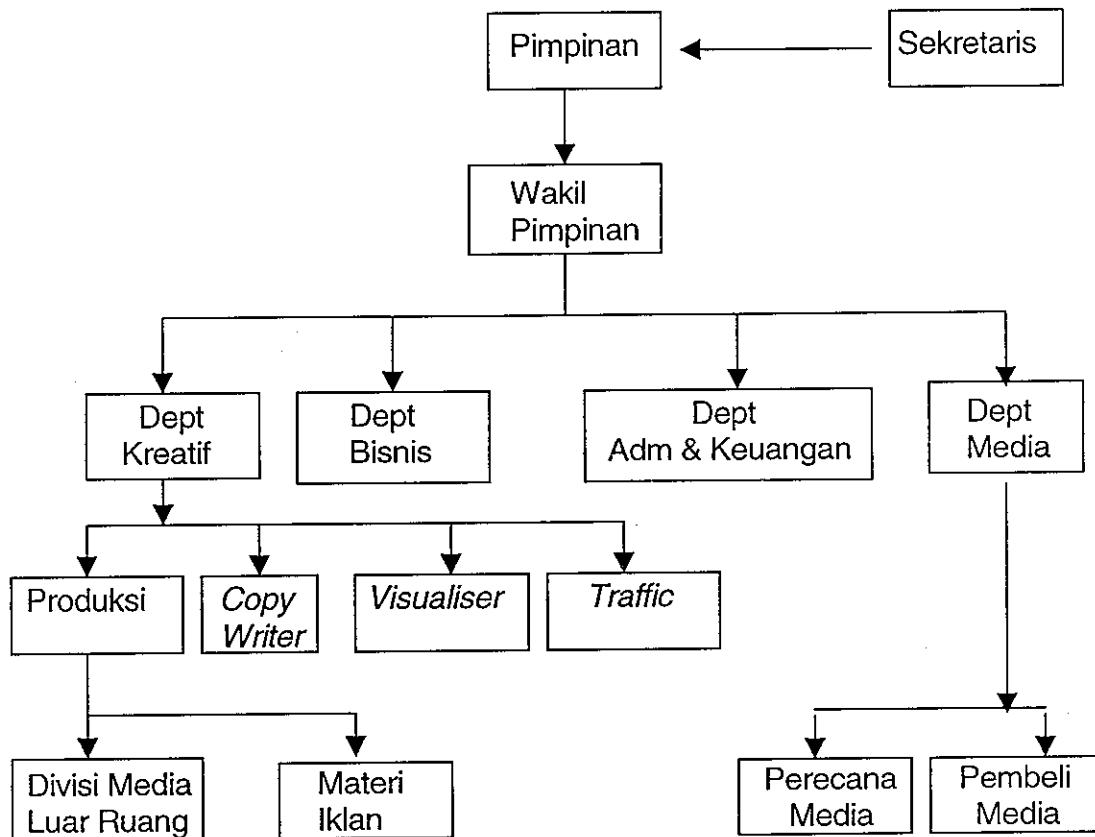 Pimpinan
Sekretaris
Wakil
Pimpinan
Dept
Kreatif
Dept
Bisnis
Dept
Adm & Keuangan
Dept
Media
Produksi
Copy
Writer
Visualiser
Traffic
Divisi Media
Luar Ruang
Materi
Iklan
Perecana
Media
Pembeli
Media